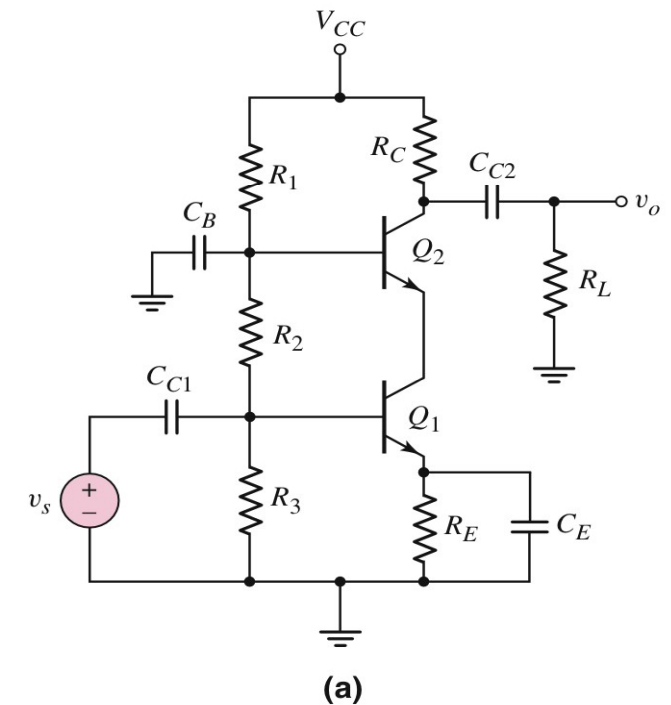 V_CC
R_C
C_C2
R_1
v_o
C_B
Q_2
R_L
R_2
C_C1
Q_1
+
−
v_s
R_3
R_E
C_E
(a)